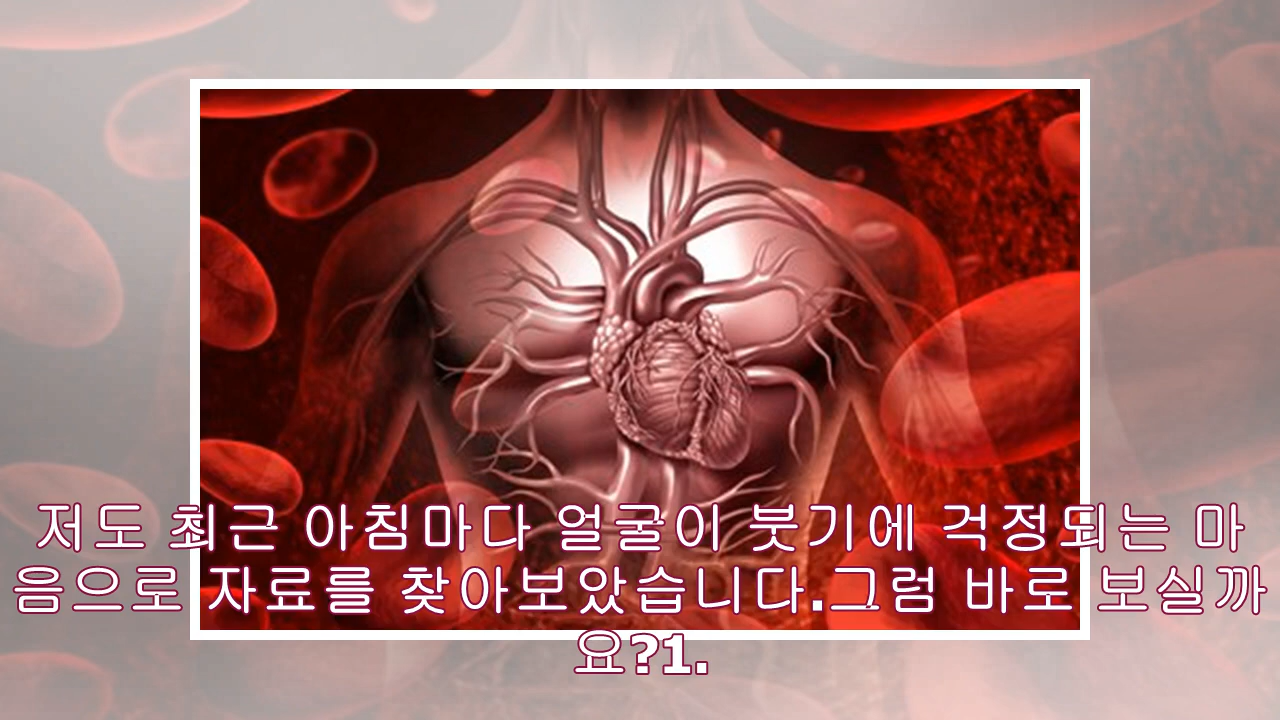 저도 최근 아침마다 얼굴이 붓기에 걱정되는 마
음으로 자료를 찾아보았습니다.그럼 바로 보실까
요?1.